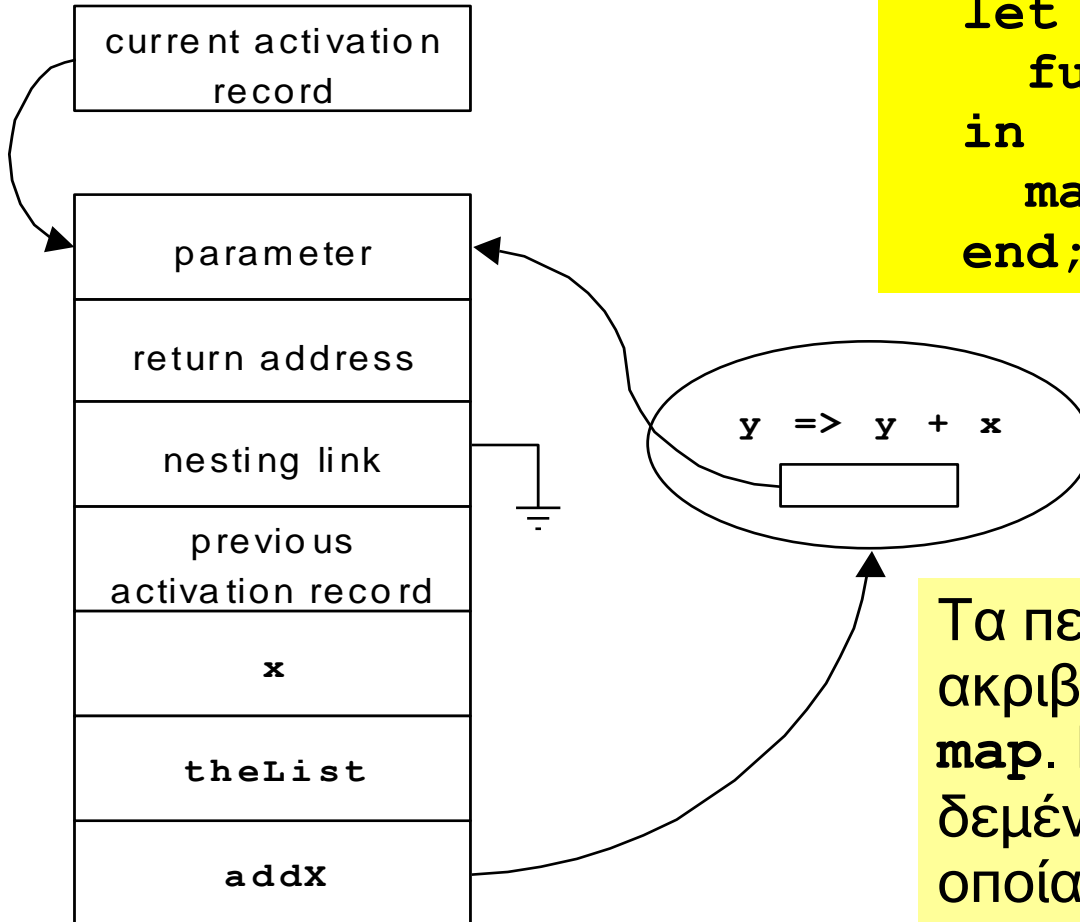 current activation
record
let
fu
in
ma
end;
parameter
return address
nesting link
previous
activation record
x
theList
addX
y => y + x
Τα πε
ακριβ
map.
δεμέν
οποία